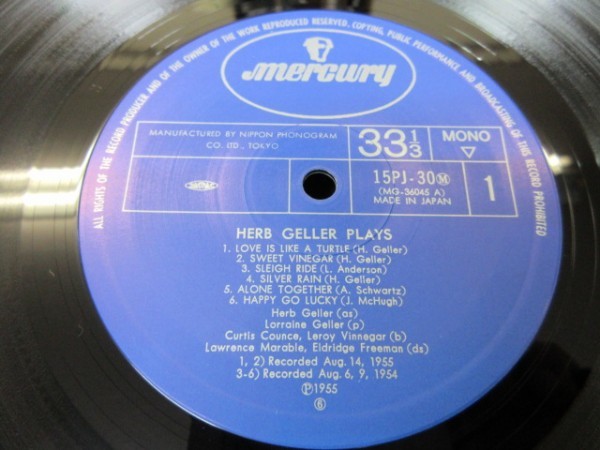 ALL RIGHTS OF THE RECORD PRODUCER AND OF THE OWNER OF THE WORK REPRODUCED RESERVED. COPYING, PUBLIC PERFORMANCE AND BROADCASTING OF THIS RECORD PROHIBITED
mercury
MANUFACTURED BY NIPPON PHONOGRAM
CO. LTD., TOKYO
33 1/3
MONO
15PJ-30Ⓜ
(MG-36045 A)
MADE IN JAPAN
1
HERB GELLER PLAYS
1. LOVE IS LIKE A TURTLE (H. Geller)
2. SWEET VINEGAR (H. Geller)
3. SLEIGH RIDE (L. Anderson)
4. SILVER RAIN (H. Geller)
5. ALONE TOGETHER (A. Schwartz)
6. HAPPY GO LUCKY (J. McHugh)
Herb Geller (as)
Lorraine Geller (p)
Curtis Counce, Leroy Vinnegar (b)
Lawrence Marable, Eldridge Freeman (ds)
1, 2) Recorded Aug. 14, 1955
3-6) Recorded Aug. 6, 9, 1954
Ⓟ1955
⑥